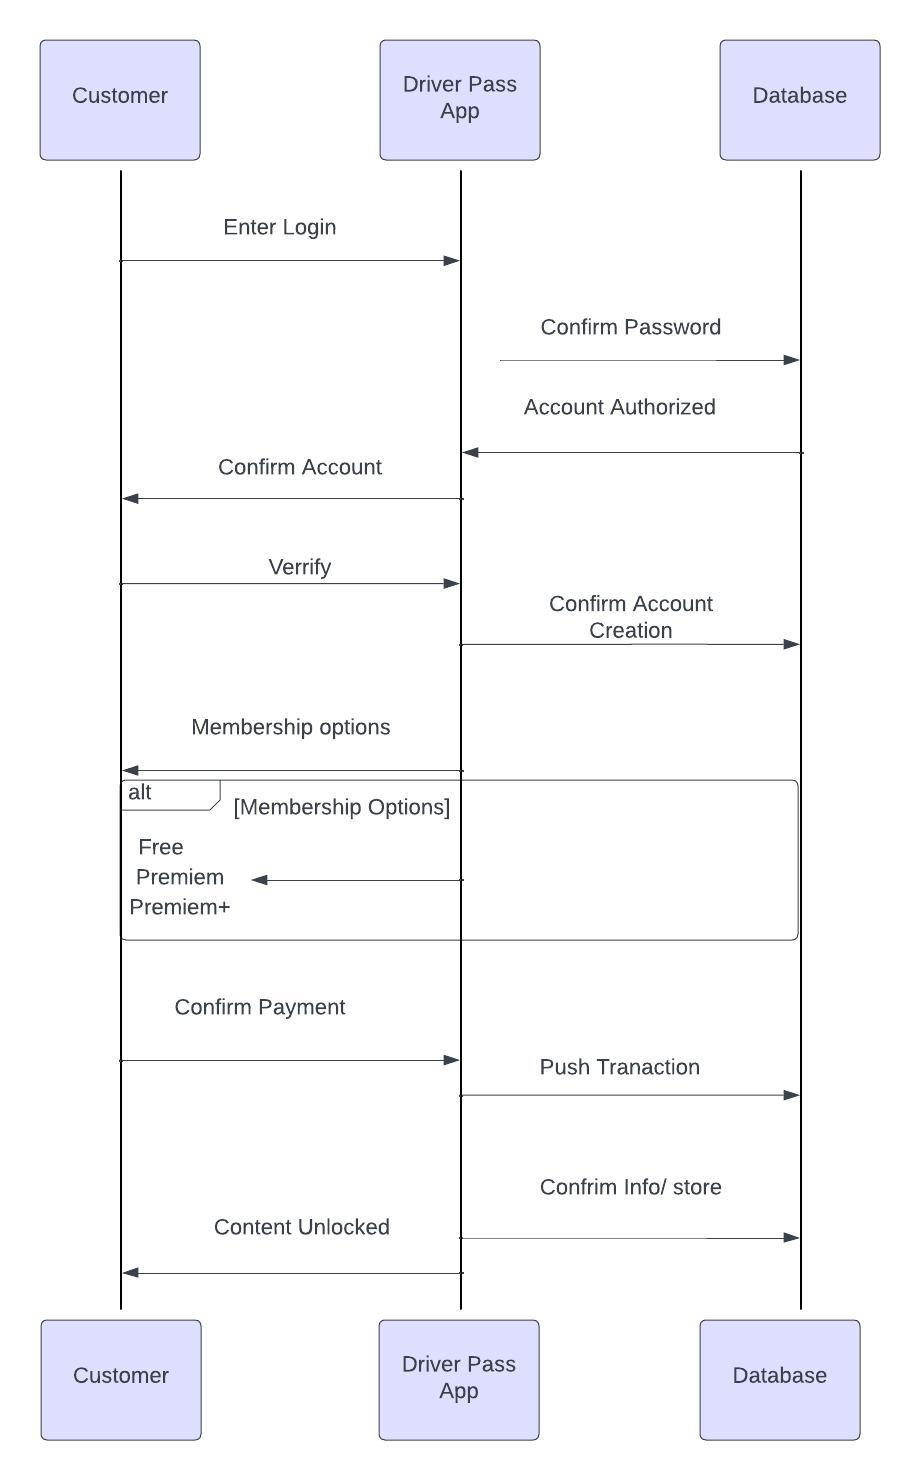 Customer
Driver Pass
App
Database
Enter Login
Confirm Password
Account Authorized
Confirm Account
Verrify
Confirm Account
Creation
Membership options
alt
[Membership Options]
Free
Premiem
Premiem+
Confirm Payment
Push Tranaction
Confrim Info/ store
Content Unlocked
Customer
Driver Pass
App
Database